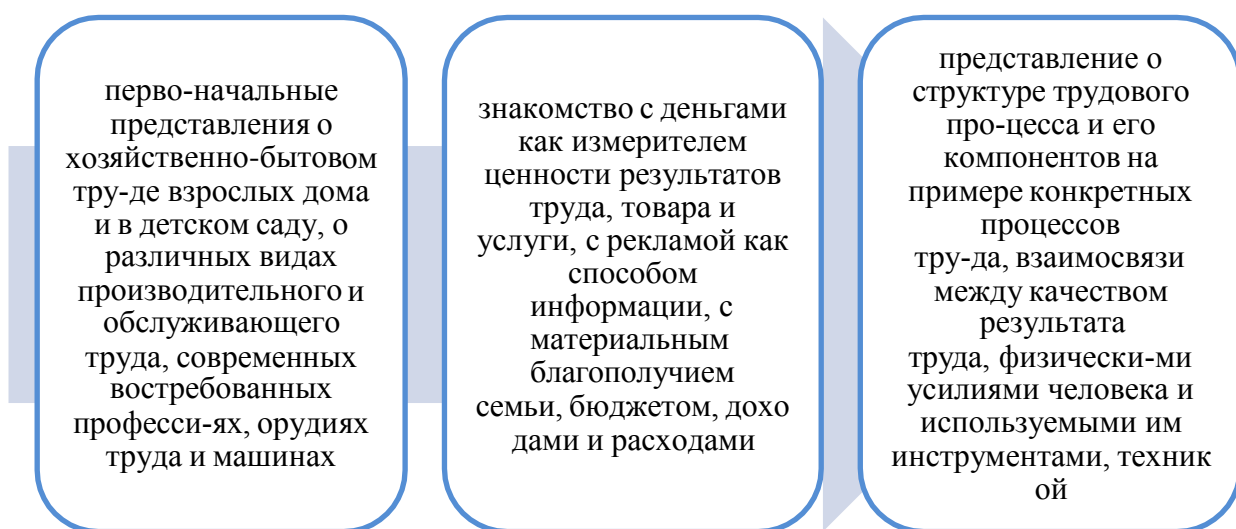 перво-начальные
представления о
хозяйственно-бытовом
тру-де взрослых дома
и в детском саду, о
различных видах
производительного и
обслуживающего
труда, современных
востребованных
професси-ях, орудиях
труда и машинах
знакомство с деньгами
как измерителем
ценности результатов
труда, товара и
услуги, с рекламой как
способом
информации, с
материальным
благополучием
семьи, бюджетом, дохо
дами и расходами
представление о
структуре трудового
про-цесса и его
компонентов на
примере конкретных
процессов
тру-да, взаимосвязи
между качеством
результата
труда, физически-ми
усилиями человека и
используемыми им
инструментами, техник
ой